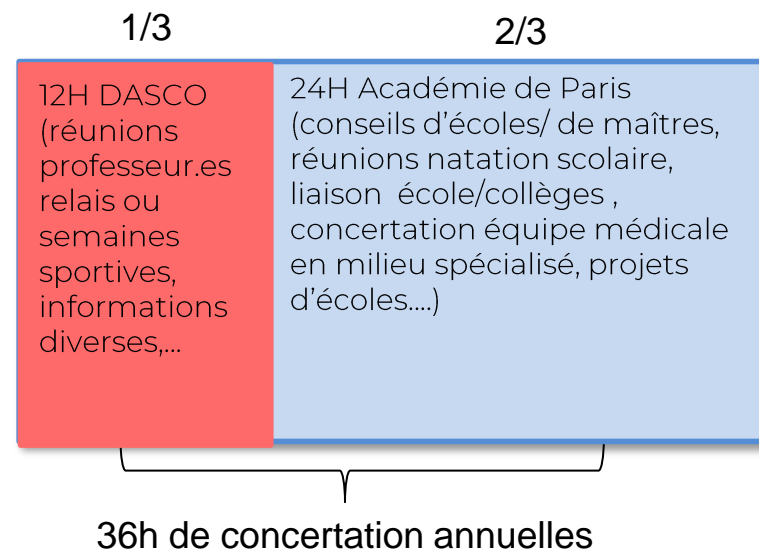 1/3
2/3
12H DASCO
(réunions
professeur.es
relais ou
semaines
sportives,
informations
diverses,...
24H Académie de Paris
(conseils d’écoles/ de maîtres,
réunions natation scolaire,
liaison école/collèges ,
concertation équipe médicale
en milieu spécialisé, projets
d’écoles....)
36h de concertation annuelles